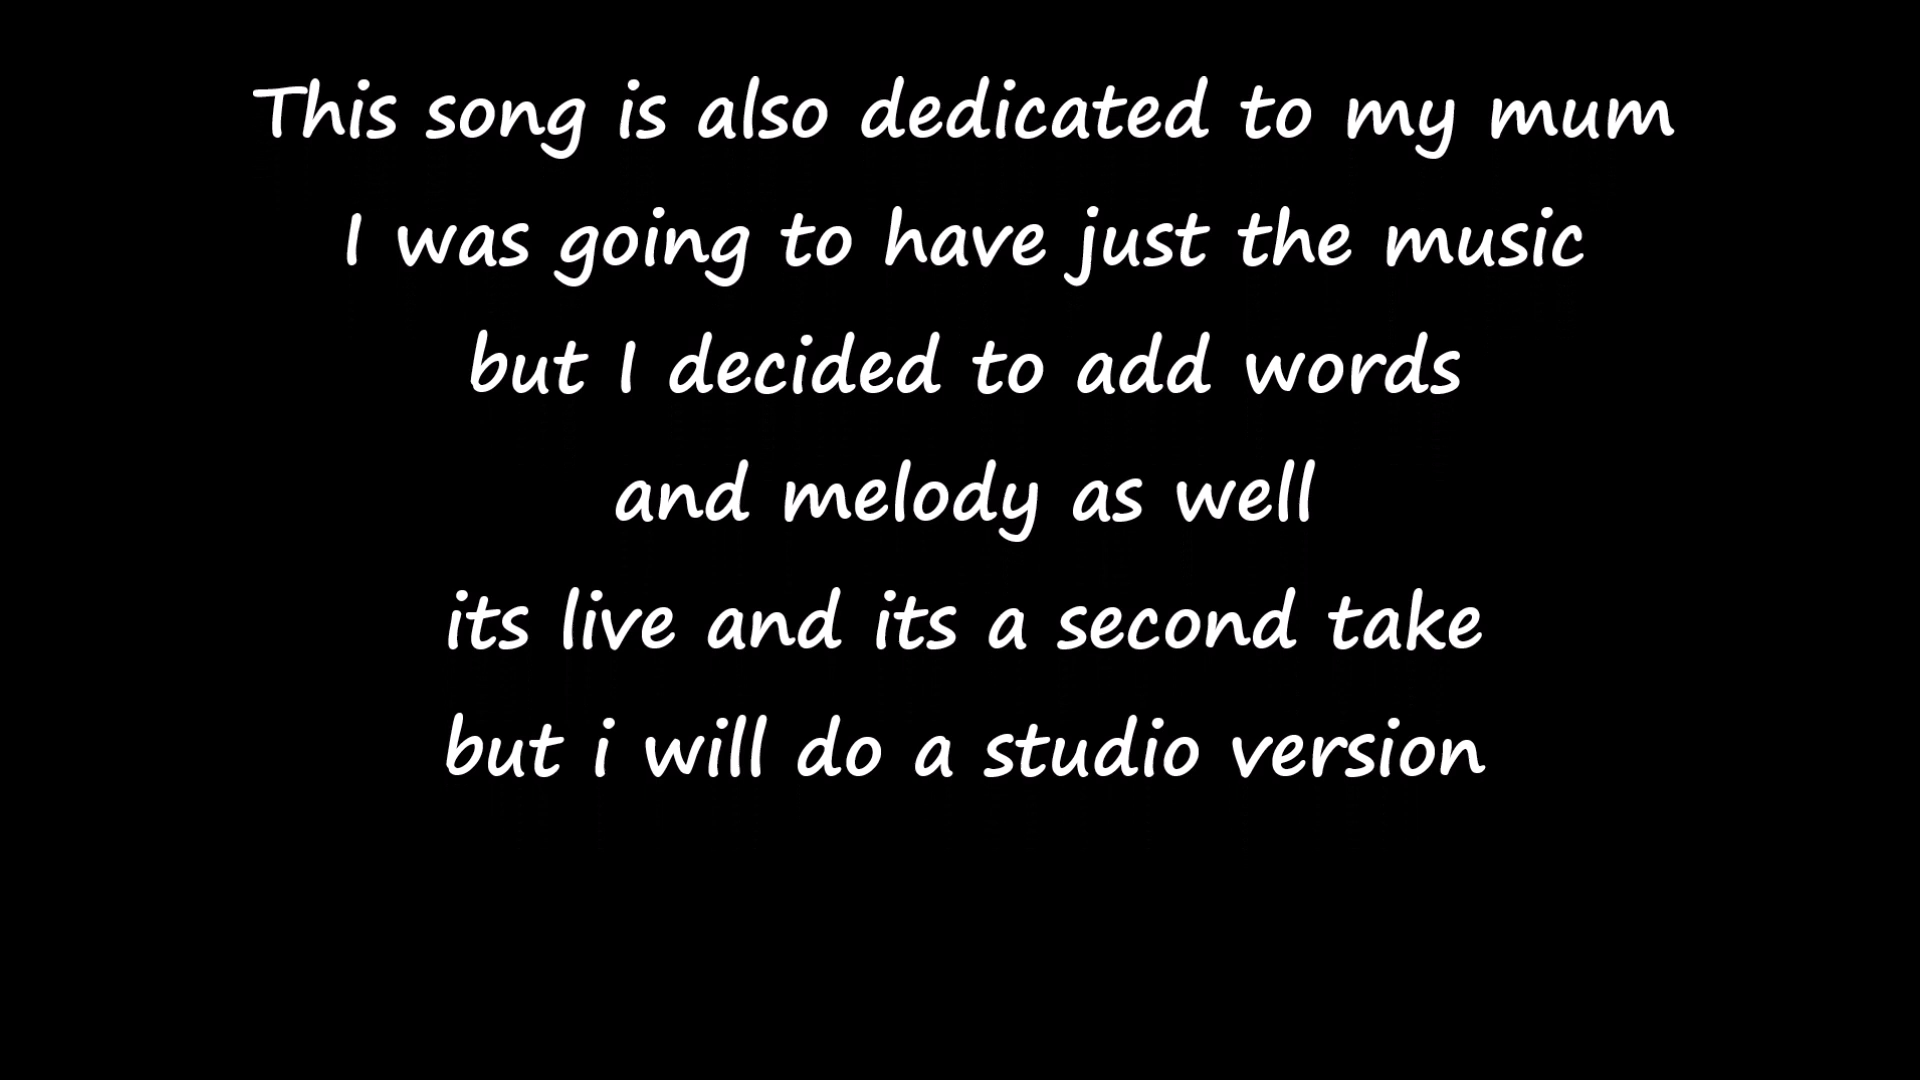 This song is also dedicated to my mum
I was going to have just the music
but I decided to add words
and melody as well
its live and its a second take
but i will do a studio version